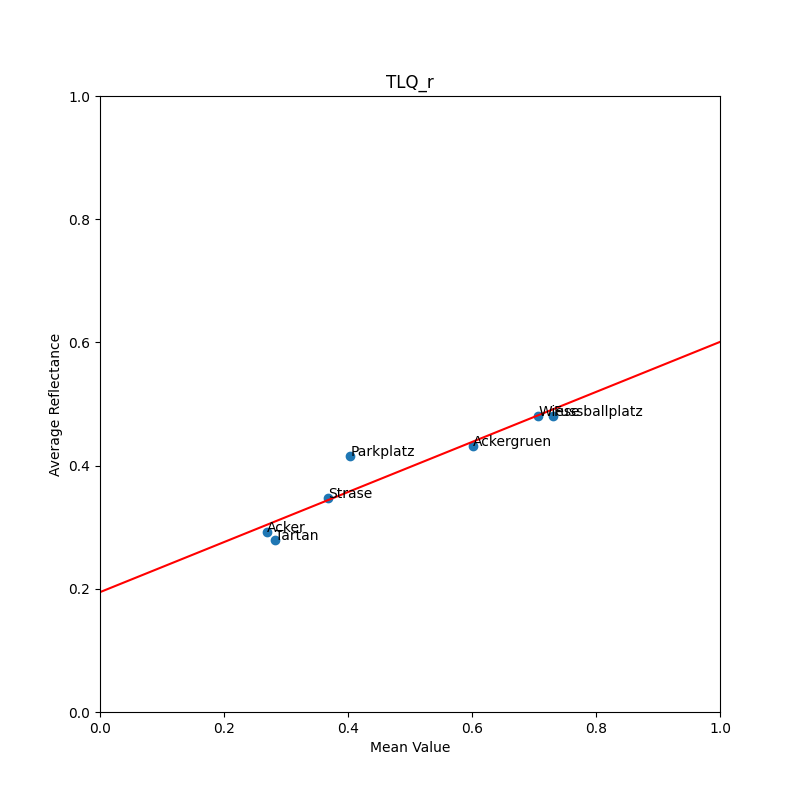 TLQ_r
1.0
0.8
0.6
0.4
0.2
0.0
Average Reflectance
Wiese
Fussballplatz
Ackergruen
Parkplatz
Strase
Acker
Tartan
0.0 0.2 0.4 0.6 0.8 1.0
Mean Value